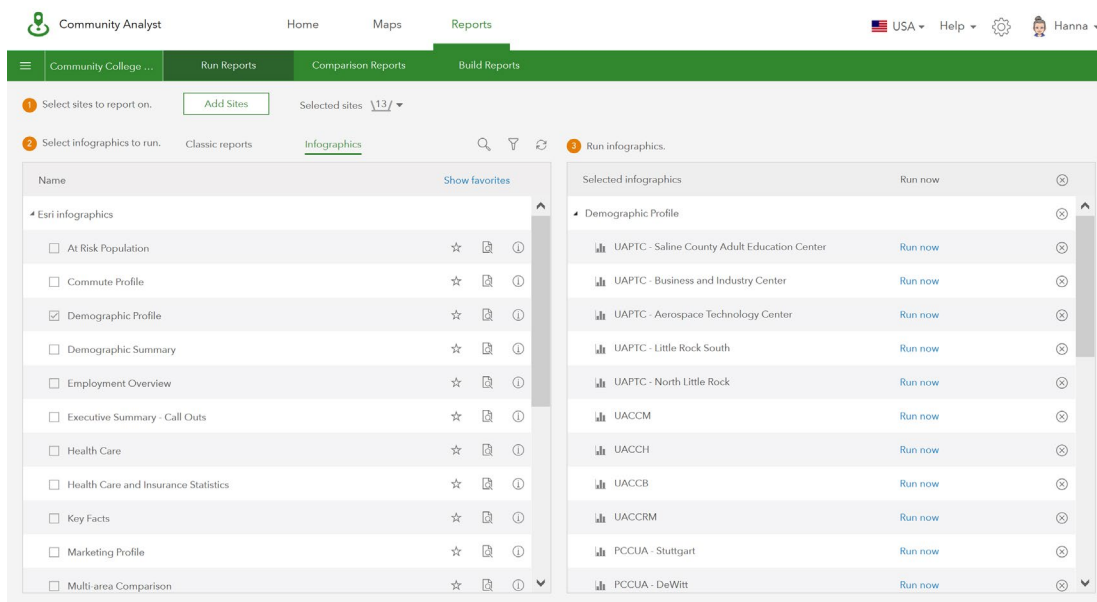 Community Analyst Home Maps Reports USA Help Hanna
Community College ... Run Reports Comparison Reports Build Reports
1 Select sites to report on. Add Sites Selected sites \13/
2 Select infographics to run. Classic reports Infographics 3 Run infographics.
Name Show favorites Selected infographics Run now
Esri infographics Demographic Profile
At Risk Population UAPTC - Saline County Adult Education Center Run now
Commute Profile UAPTC - Business and Industry Center Run now
Demographic Profile UAPTC - Aerospace Technology Center Run now
Demographic Summary UAPTC - Little Rock South Run now
Employment Overview UAPTC - North Little Rock Run now
Executive Summary - Call Outs UACCM Run now
Health Care UACCH Run now
Health Care and Insurance Statistics UACCB Run now
Key Facts UACCRM Run now
Marketing Profile PCCUA - Stuttgart Run now
Multi-area Comparison PCCUA - DeWitt Run now